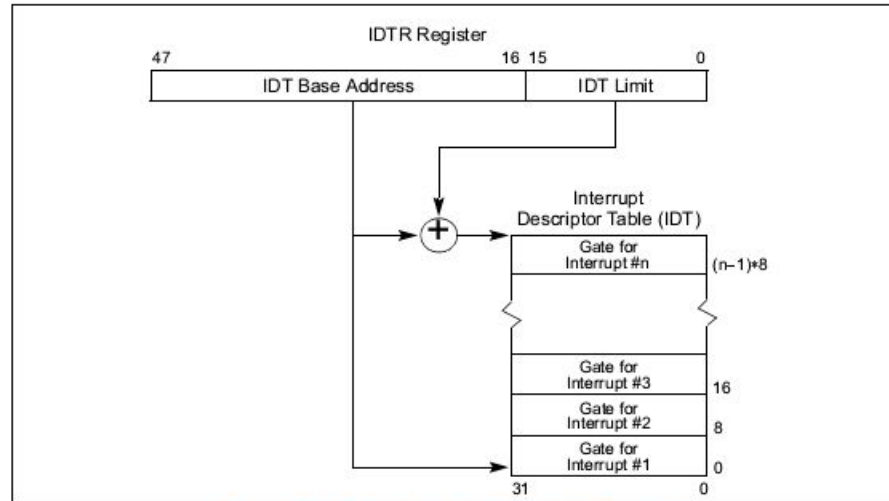 IDTR Register
47 16 15 0
IDT Base Address IDT Limit
+
Interrupt
Descriptor Table (IDT)
Gate for
Interrupt #n
(n–1)∗8
Gate for
Interrupt #3
16
Gate for
Interrupt #2
8
Gate for
Interrupt #1
0
31 0